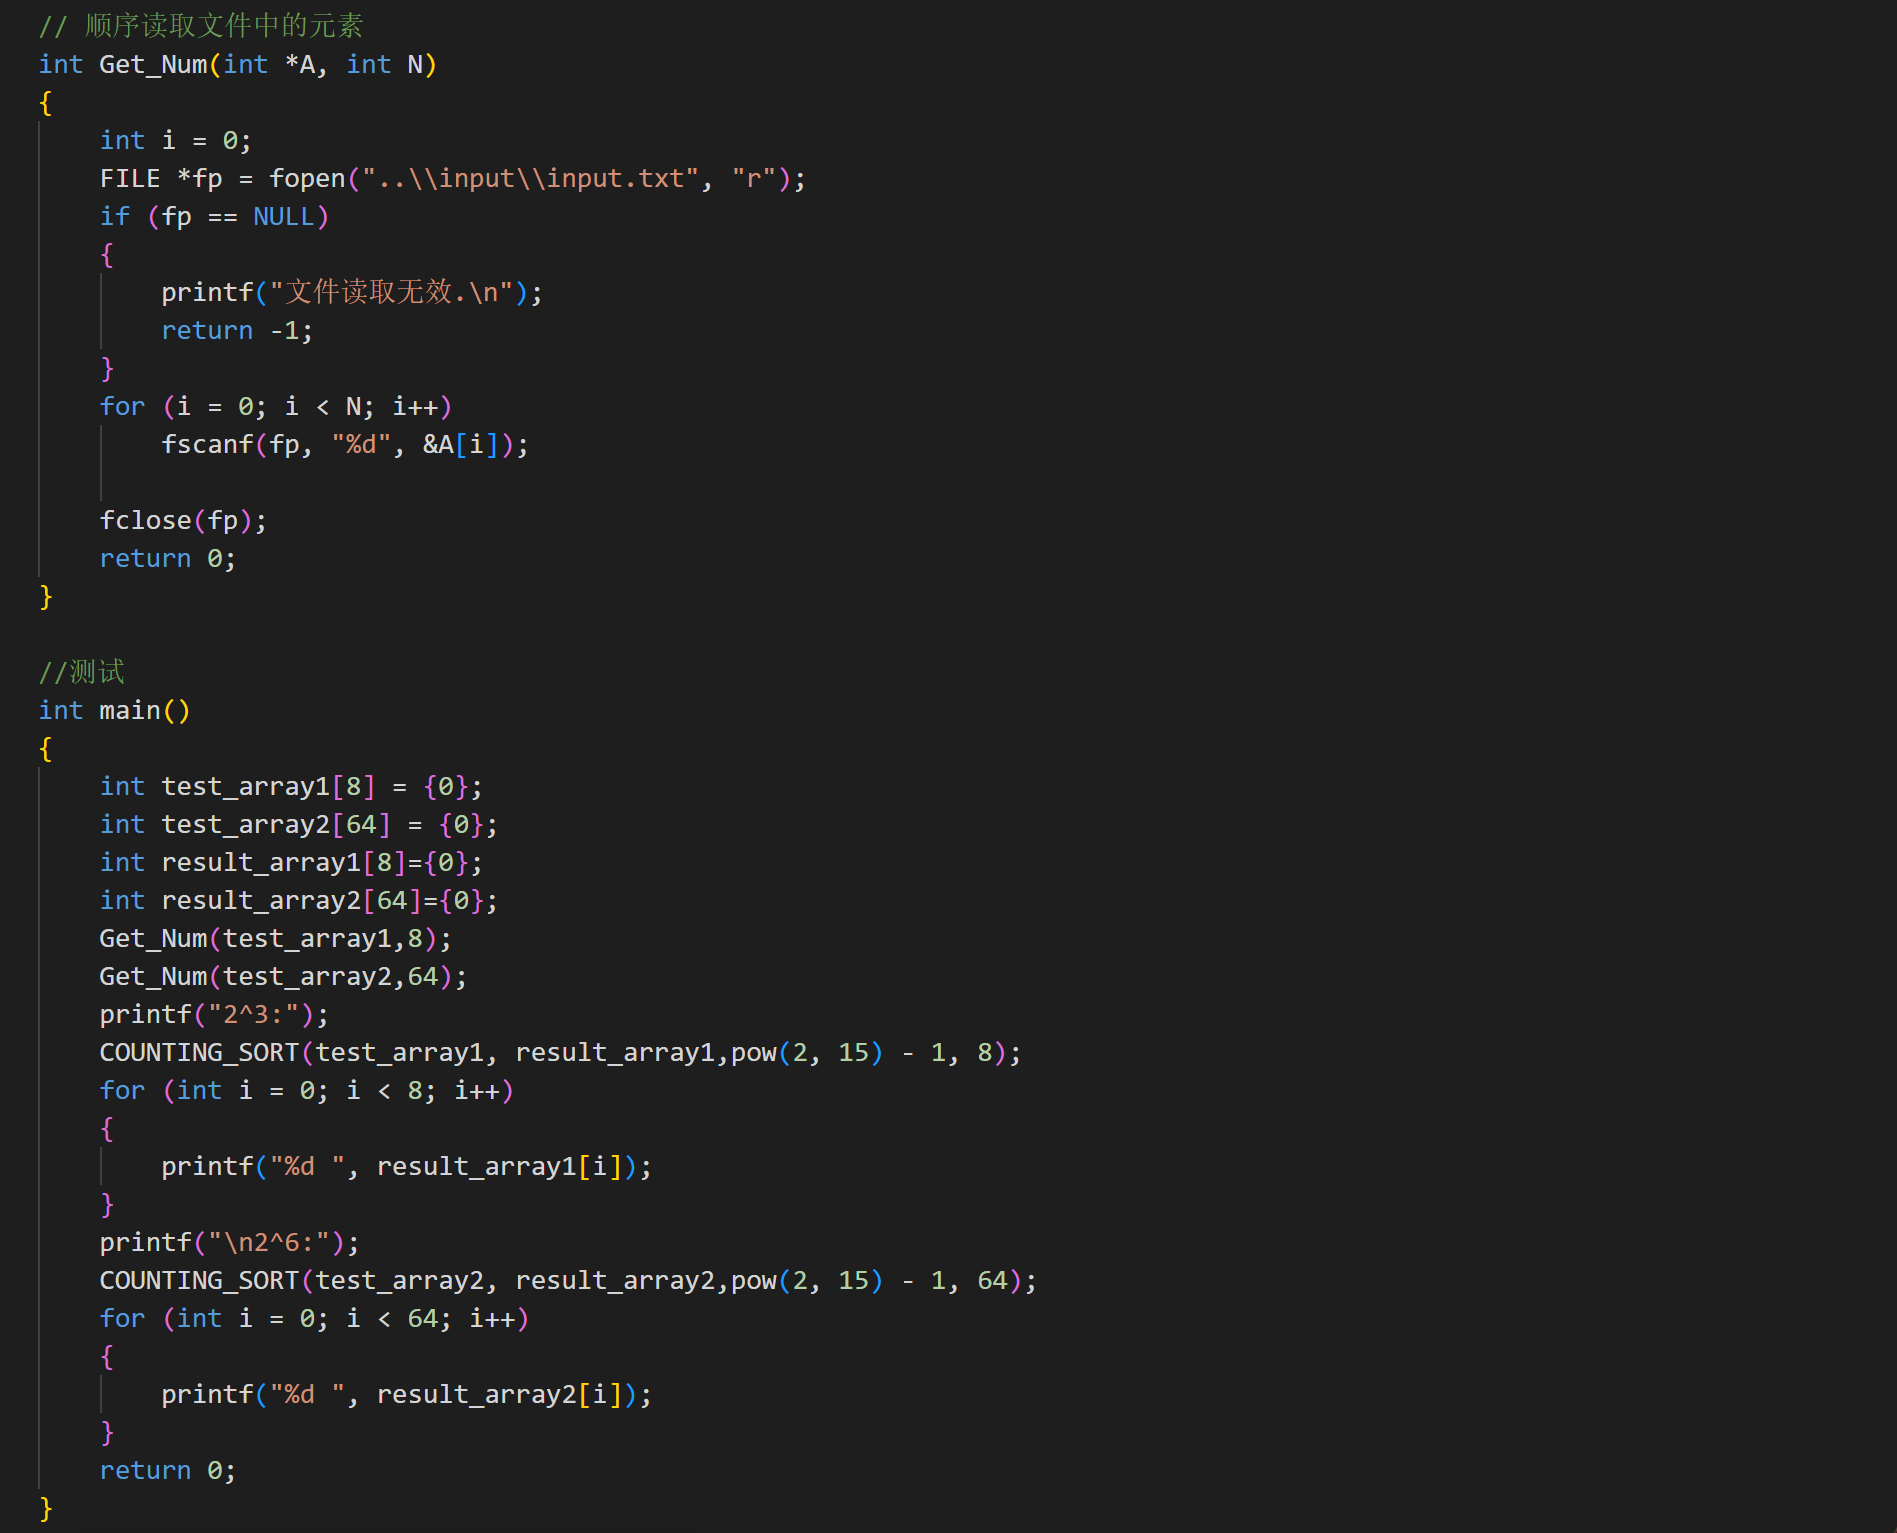 // 顺序读取文件中的元素
int Get_Num(int *A, int N)
{
    int i = 0;
    FILE *fp = fopen("..\\input\\input.txt", "r");
    if (fp == NULL)
    {
        printf("文件读取无效.\n");
        return -1;
    }
    for (i = 0; i < N; i++)
        fscanf(fp, "%d", &A[i]);

    fclose(fp);
    return 0;
}

//测试
int main()
{
    int test_array1[8] = {0};
    int test_array2[64] = {0};
    int result_array1[8]={0};
    int result_array2[64]={0};
    Get_Num(test_array1,8);
    Get_Num(test_array2,64);
    printf("2^3:");
    COUNTING_SORT(test_array1, result_array1,pow(2, 15) - 1, 8);
    for (int i = 0; i < 8; i++)
    {
        printf("%d ", result_array1[i]);
    }
    printf("\n2^6:");
    COUNTING_SORT(test_array2, result_array2,pow(2, 15) - 1, 64);
    for (int i = 0; i < 64; i++)
    {
        printf("%d ", result_array2[i]);
    }
    return 0;
}